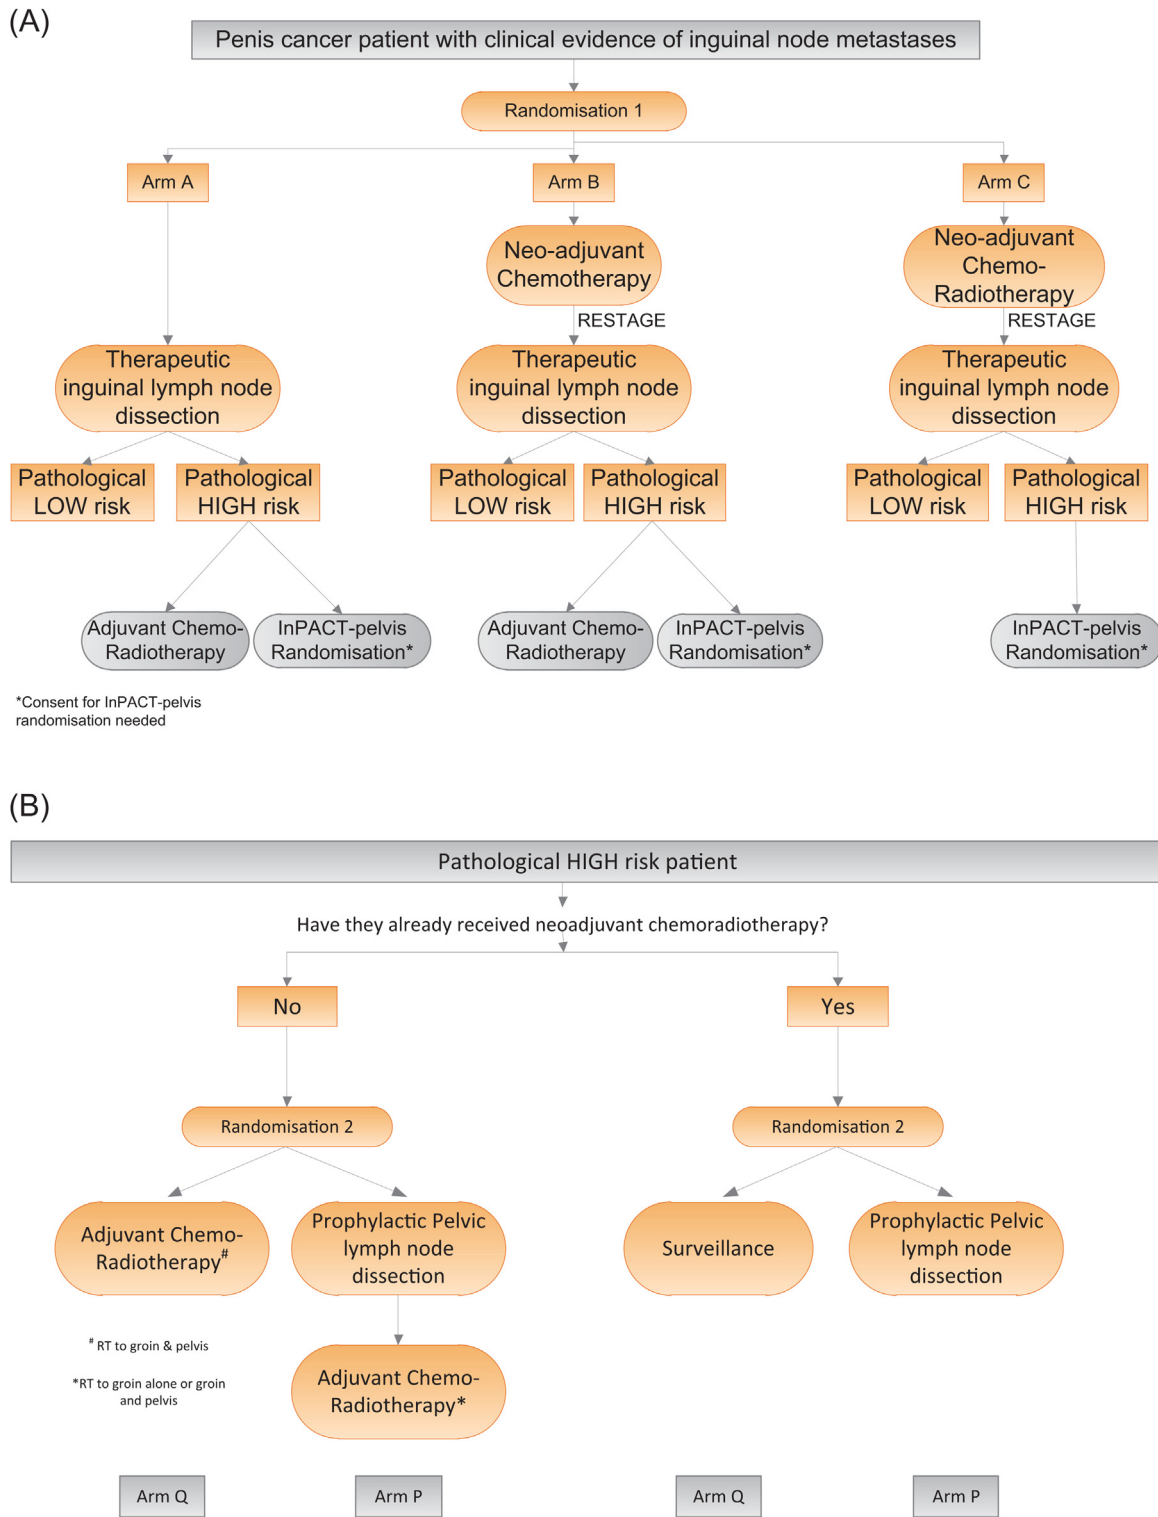 (A)
Penis cancer patient with clinical evidence of inguinal node metastases
Randomisation 1
Arm A
Arm B
Arm C
Neo-adjuvant
Chemotherapy
Neo-adjuvant
Chemo-
Radiotherapy
RESTAGE
RESTAGE
Therapeutic
inguinal lymph node
dissection
Therapeutic
inguinal lymph node
dissection
Therapeutic
inguinal lymph node
dissection
Pathological
LOW risk
Pathological
HIGH risk
Pathological
LOW risk
Pathological
HIGH risk
Pathological
LOW risk
Pathological
HIGH risk
Adjuvant Chemo-
Radiotherapy
InPACT-pelvis
Randomisation*
Adjuvant Chemo-
Radiotherapy
InPACT-pelvis
Randomisation*
InPACT-pelvis
Randomisation*
*Consent for InPACT-pelvis
randomisation needed
(B)
Pathological HIGH risk patient
Have they already received neoadjuvant chemoradiotherapy?
No
Yes
Randomisation 2
Randomisation 2
Adjuvant Chemo-
Radiotherapy#
Prophylactic Pelvic
lymph node
dissection
Surveillance
Prophylactic Pelvic
lymph node
dissection
# RT to groin & pelvis
*RT to groin alone or groin
and pelvis
Adjuvant Chemo-
Radiotherapy*
Arm Q
Arm P
Arm Q
Arm P